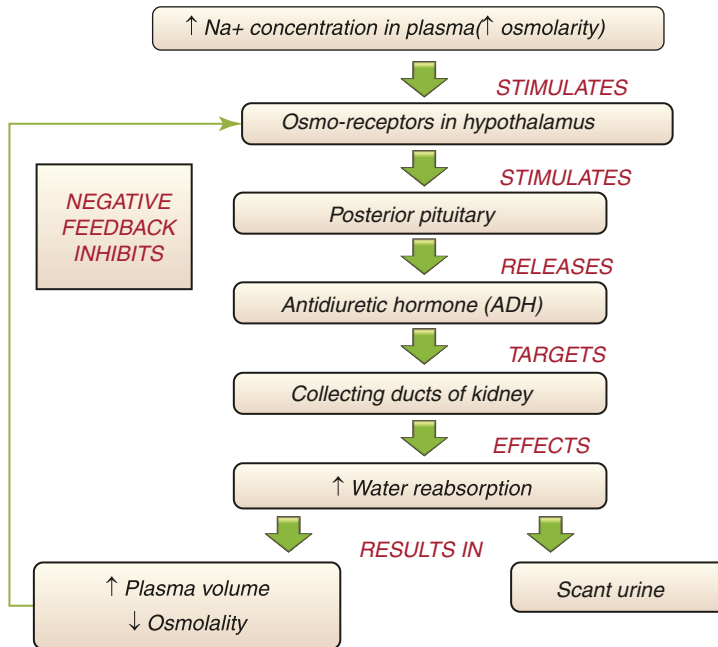 ↑ Na+ concentration in plasma(↑ osmolarity)
STIMULATES
Osmo-receptors in hypothalamus
STIMULATES
NEGATIVE
FEEDBACK
INHIBITS
Posterior pituitary
RELEASES
Antidiuretic hormone (ADH)
TARGETS
Collecting ducts of kidney
EFFECTS
↑ Water reabsorption
RESULTS IN
↑ Plasma volume
↓ Osmolality
Scant urine